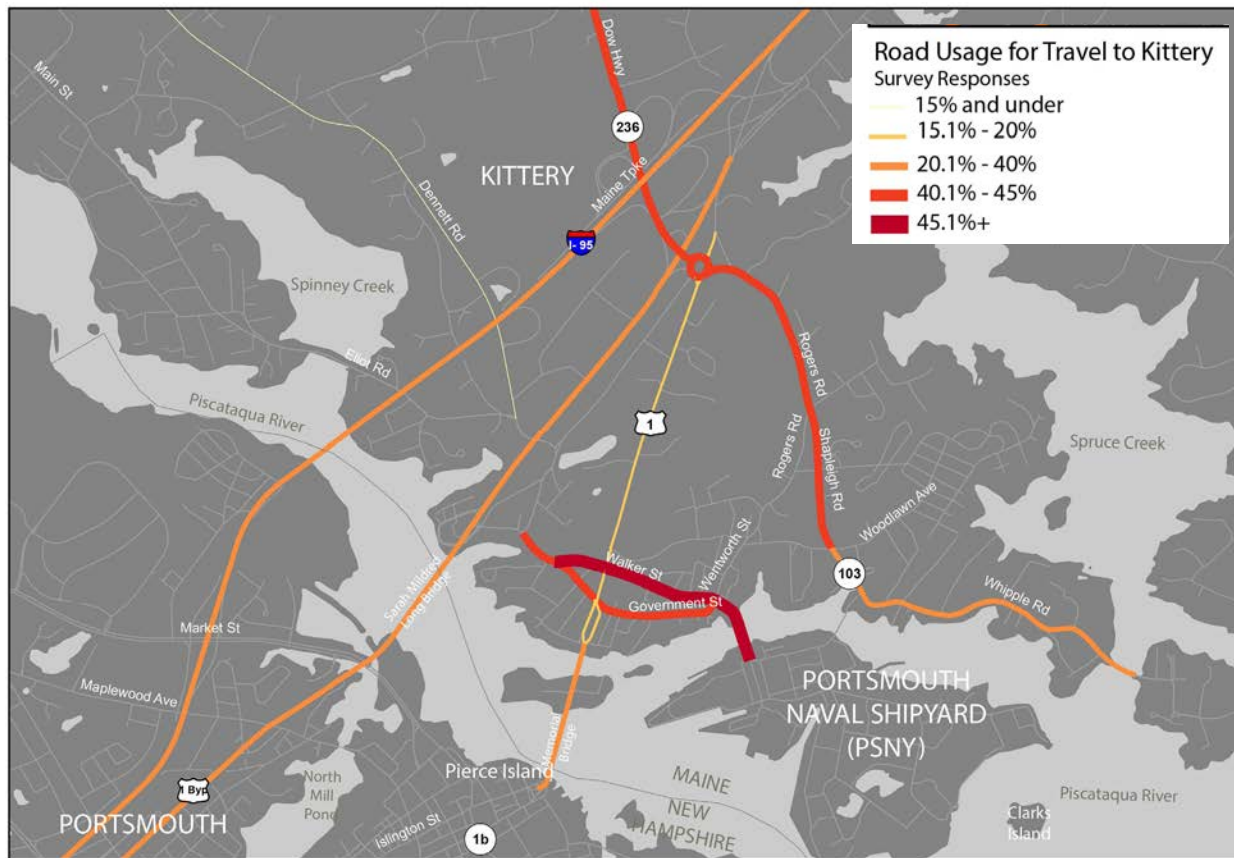 Road Usage for Travel to Kittery
Survey Responses
15% and under
15.1% - 20%
20.1% - 40%
40.1% - 45%
45.1%+
Main St
Dow Hwy
236
KITTERY
Maine Tpke
Dennett Rd
I-95
Spinney Creek
Eliot Rd
Piscataqua River
1
Rogers Rd
Rogers Rd
Shapleigh Rd
Spruce Creek
Woodlawn Ave
Wentworth St
Walker St
Government St
103
Whipple Rd
Sarah Mildred
Long Bridge
Market St
Maplewood Ave
PORTSMOUTH
NAVAL SHIPYARD
(PSNY)
Memorial
Bridge
Pierce Island
MAINE
NEW
HAMPSHIRE
1 Byp
North
Mill
Pond
PORTSMOUTH
Islington St
1b
Piscataqua River
Clarks
Island